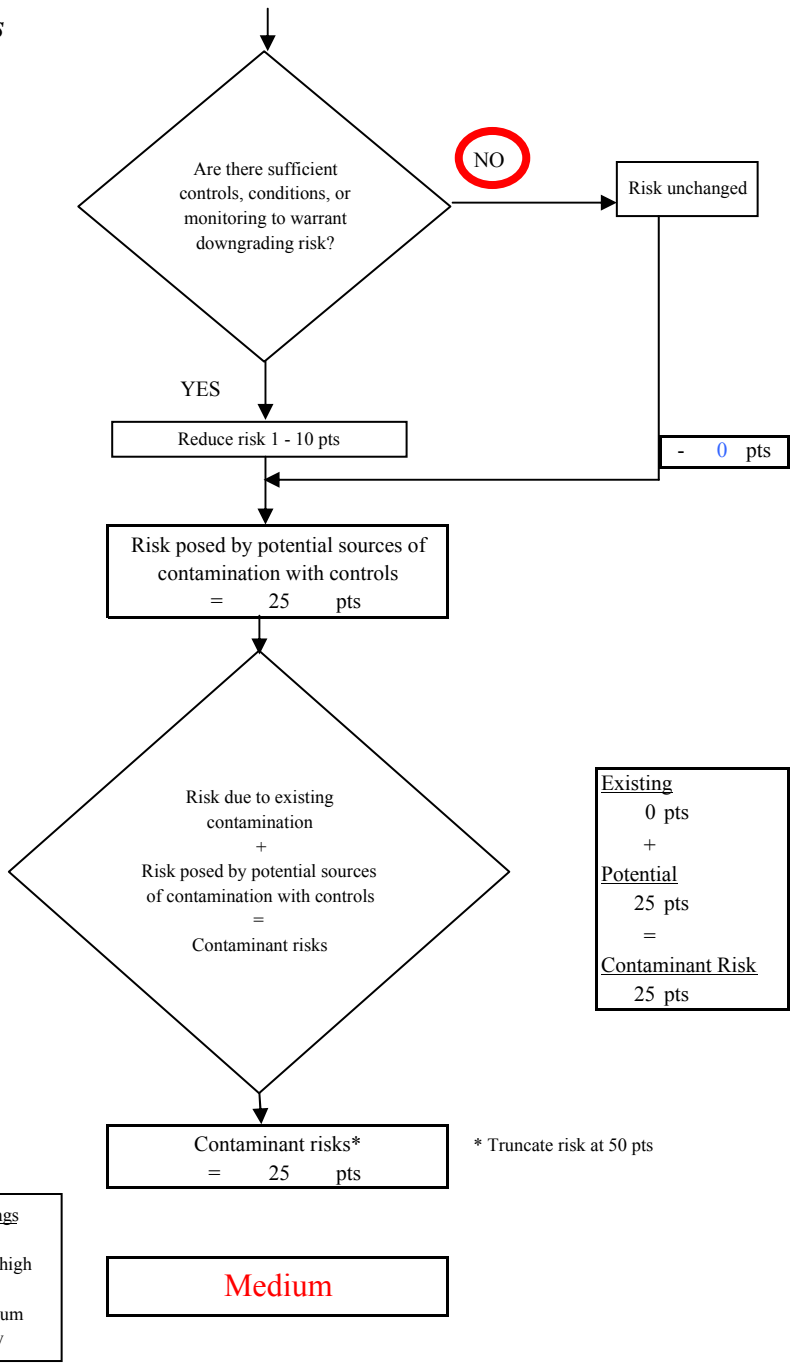 Are there sufficient
controls, conditions, or
monitoring to warrant
downgrading risk?
NO
Risk unchanged
YES
Reduce risk 1 - 10 pts
- 0 pts
Risk posed by potential sources of
contamination with controls
= 25 pts
Risk due to existing
contamination
+
Risk posed by potential sources
of contamination with controls
=
Contaminant risks
Existing
0 pts
+
Potential
25 pts
=
Contaminant Risk
25 pts
Contaminant risks*
= 25 pts
* Truncate risk at 50 pts
high
Medium